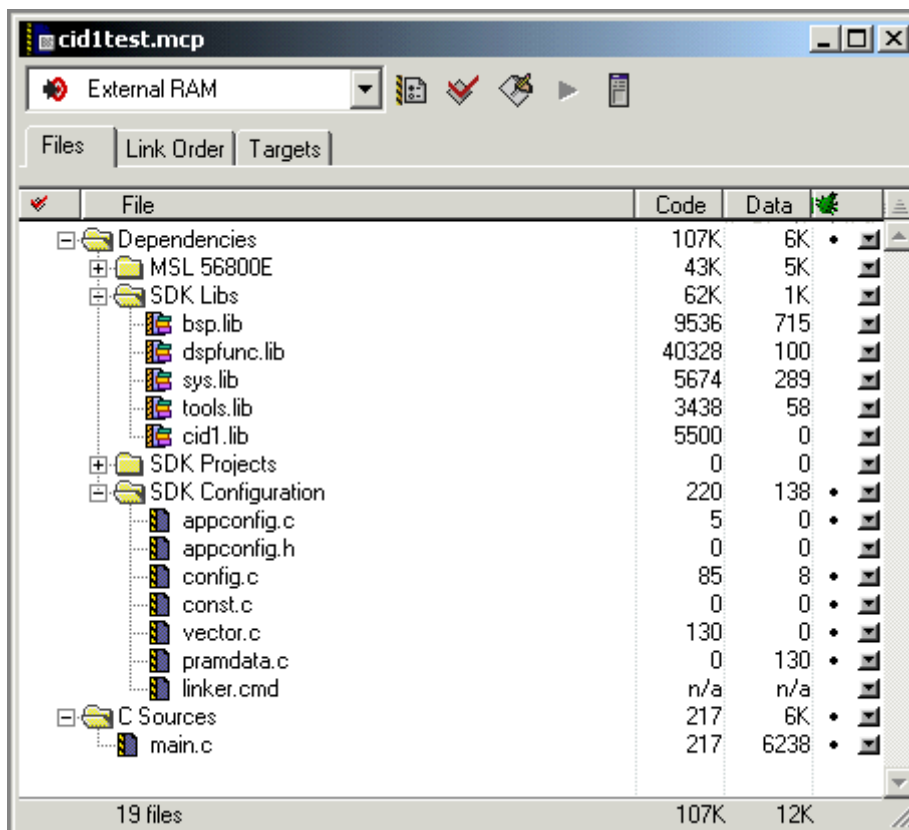 cid1test.mcp
External RAM
Files Link Order Targets
File Code Data
Dependencies 107K 6K
MSL 56800E 43K 5K
SDK Libs 62K 1K
bsp.lib 9536 715
dspfunc.lib 40328 100
sys.lib 5674 289
tools.lib 3438 58
cid1.lib 5500 0
SDK Projects 0 0
SDK Configuration 220 138 •
appconfig.c 5 0 •
appconfig.h 0 0
config.c 85 8 •
const.c 0 0 •
vector.c 130 0 •
pramdata.c 0 130 •
linker.cmd n/a n/a
C Sources 217 6K •
main.c 217 6238 •
19 files 107K 12K